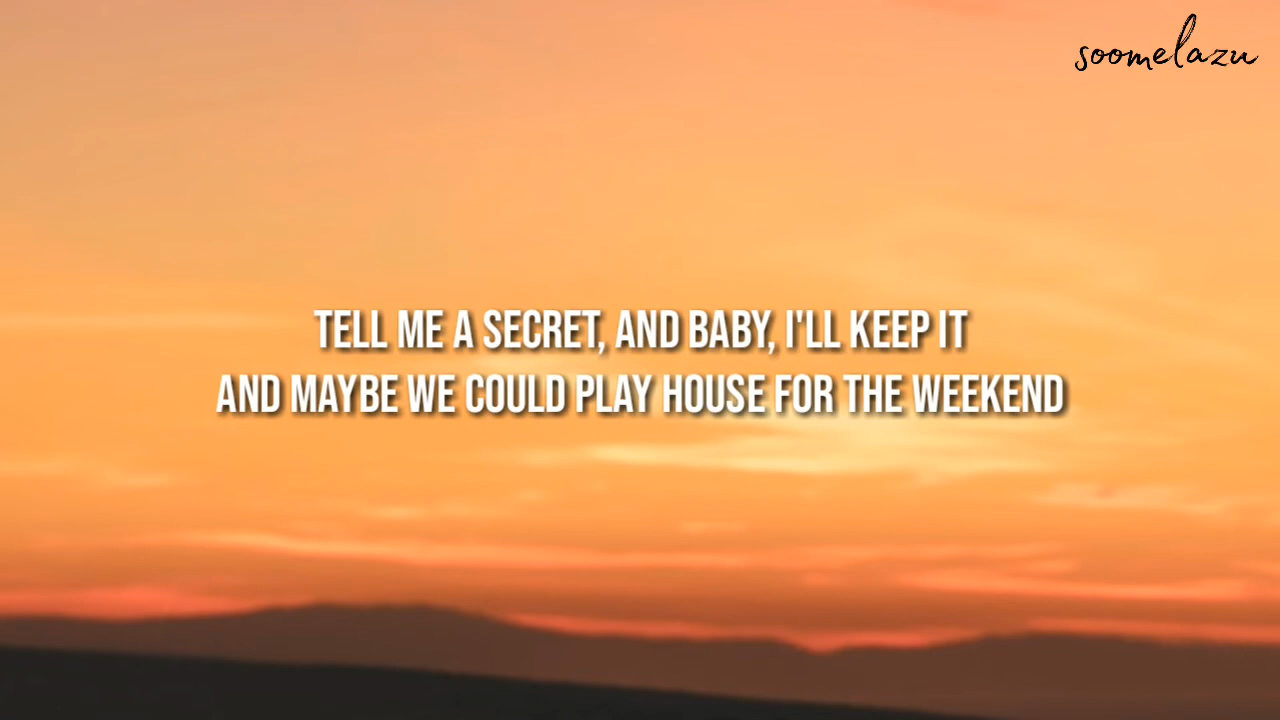 soomelazu
TELL ME A SECRET, AND BABY, I'LL KEEP IT
AND MAYBE WE COULD PLAY HOUSE FOR THE WEEKEND